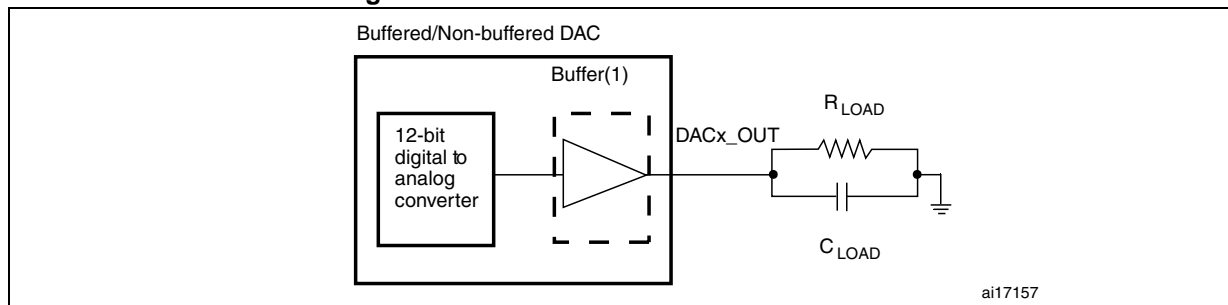 Buffered/Non-buffered DAC
Buffer(1)
12-bit
digital to
analog
converter
DACx_OUT
R LOAD
C LOAD
ai17157